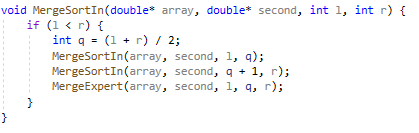 void MergeSortIn(double* array, double* second, int l, int r) {
    if (l < r) {
        int q = (l + r) / 2;
        MergeSortIn(array, second, l, q);
        MergeSortIn(array, second, q + 1, r);
        MergeExpert(array, second, l, q, r);
    }
}